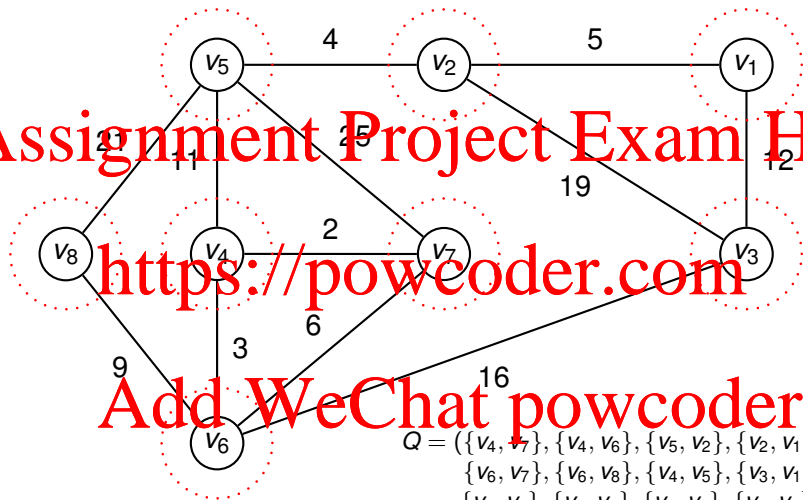 4 5
v5 v2 v1
Assignment Project Exam H
21 11 25 12
19
v8 v4 2 v7 v3
https://powcoder.com
6
3
9 16
Add WeChat powcoder
v6 Q = ({v4, v7}, {v4, v6}, {v5, v2}, {v2, v1
{v6, v7}, {v6, v8}, {v4, v5}, {v3, v1